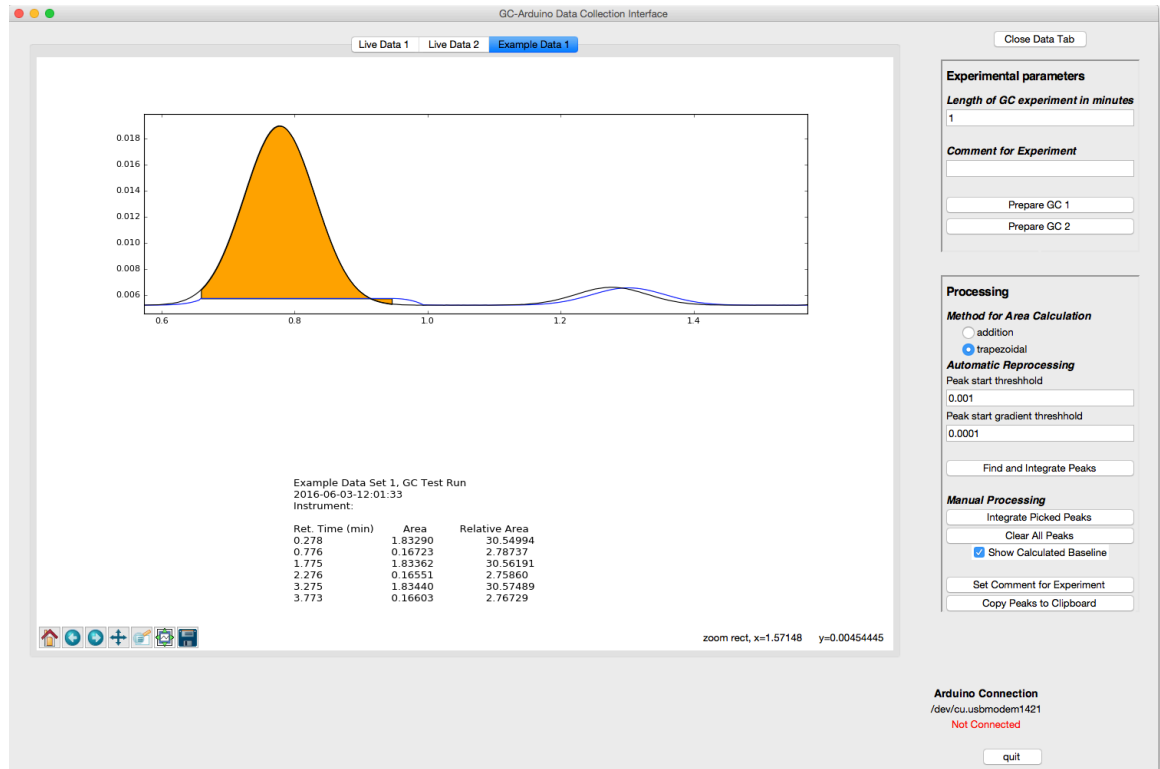 GC-Arduino Data Collection Interface
Live Data 1 Live Data 2 Example Data 1
0.018
0.016
0.014
0.012
0.010
0.008
0.006
0.6 0.8 1.0 1.2 1.4
Example Data Set 1, GC Test Run
2016-06-03-12:01:33
Instrument:
Ret. Time (min) Area Relative Area
0.278 1.83290 30.54994
0.776 0.16723 2.78737
1.775 1.83362 30.56191
2.276 0.16551 2.75860
3.275 1.83440 30.57489
3.773 0.16603 2.76729
zoom rect, x=1.57148 y=0.00454445
Close Data Tab
Experimental parameters
Length of GC experiment in minutes
1
Comment for Experiment
Prepare GC 1
Prepare GC 2
Processing
Method for Area Calculation
addition
trapezoidal
Automatic Reprocessing
Peak start threshhold
0.001
Peak start gradient threshhold
0.0001
Find and Integrate Peaks
Manual Processing
Integrate Picked Peaks
Clear All Peaks
Show Calculated Baseline
Set Comment for Experiment
Copy Peaks to Clipboard
Arduino Connection
/dev/cu.usbmodem1421
Not Connected
quit